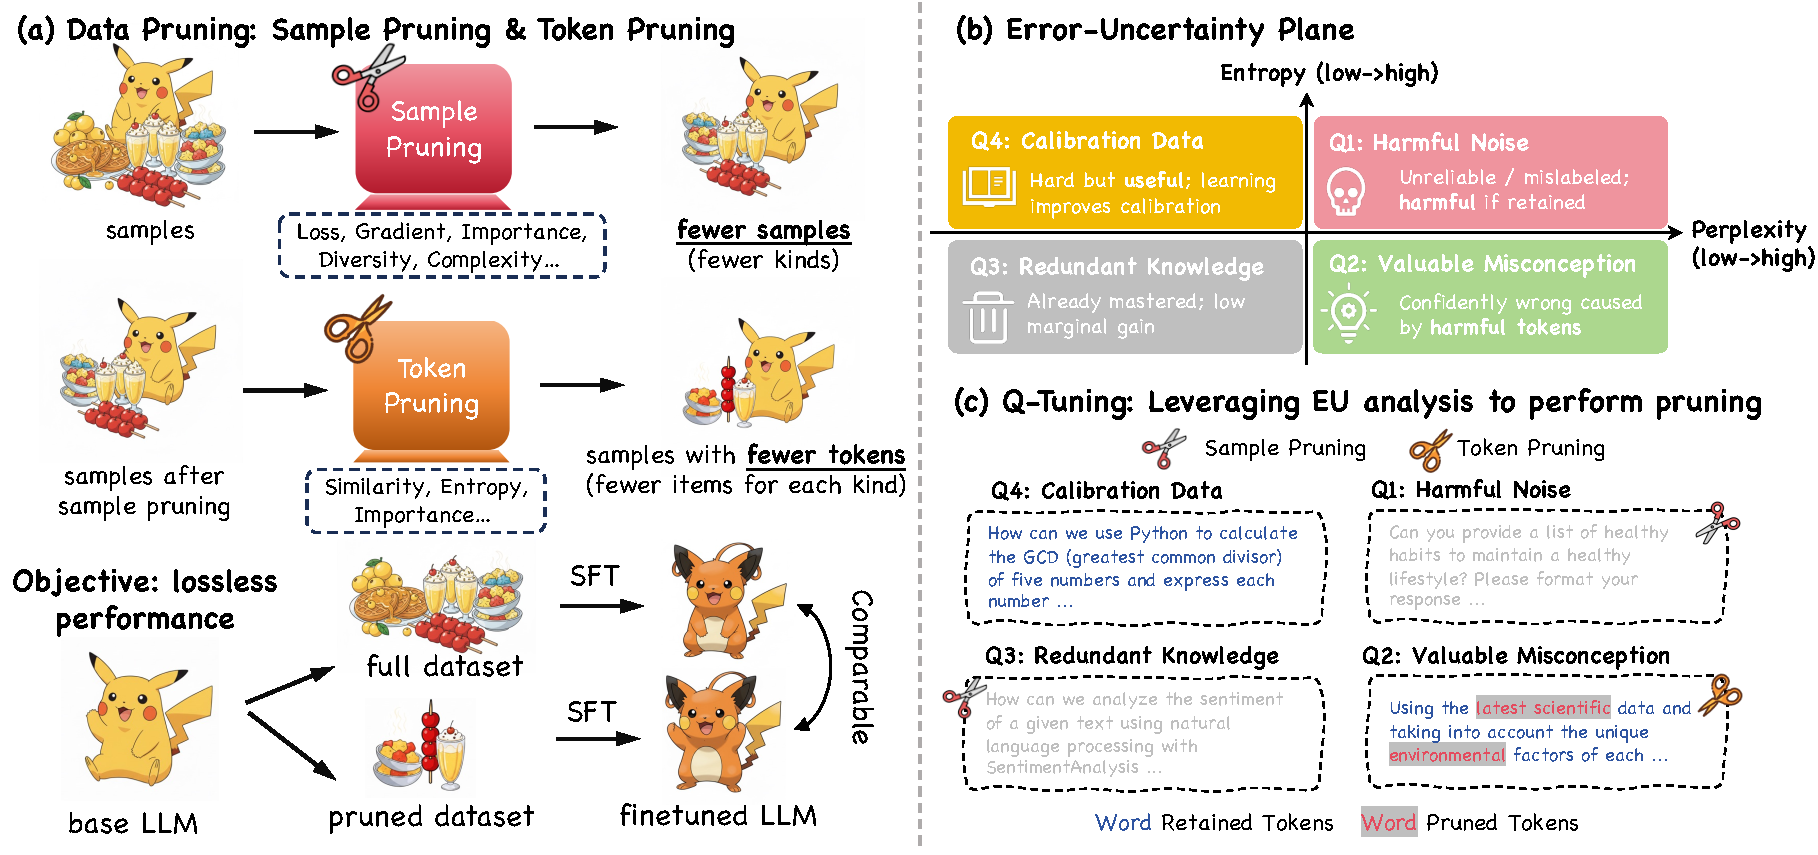 (a) Data Pruning: Sample Pruning & Token Pruning
Sample
Pruning
samples
Loss, Gradient, Importance,
Diversity, Complexity...
fewer samples
(fewer kinds)
Token
Pruning
samples after
sample pruning
Similarity, Entropy,
Importance...
samples with fewer tokens
(fewer items for each kind)
Objective: lossless
performance
base LLM
full dataset
SFT
pruned dataset
SFT
finetuned LLM
Comparable
(b) Error-Uncertainty Plane
Entropy (low->high)
Q4: Calibration Data
Hard but useful; learning
improves calibration
Q1: Harmful Noise
Unreliable / mislabeled;
harmful if retained
Perplexity
(low->high)
Q3: Redundant Knowledge
Already mastered; low
marginal gain
Q2: Valuable Misconception
Confidently wrong caused
by harmful tokens
(c) Q-Tuning: Leveraging EU analysis to perform pruning
Sample Pruning
Token Pruning
Q4: Calibration Data
How can we use Python to calculate
the GCD (greatest common divisor)
of five numbers and express each
number ...
Q1: Harmful Noise
Can you provide a list of healthy
habits to maintain a healthy
lifestyle? Please format your
response ...
Q3: Redundant Knowledge
How can we analyze the sentiment
of a given text using natural
language processing with
SentimentAnalysis ...
Q2: Valuable Misconception
Using the latest scientific data and
taking into account the unique
environmental factors of each ...
Word Retained Tokens
Word Pruned Tokens